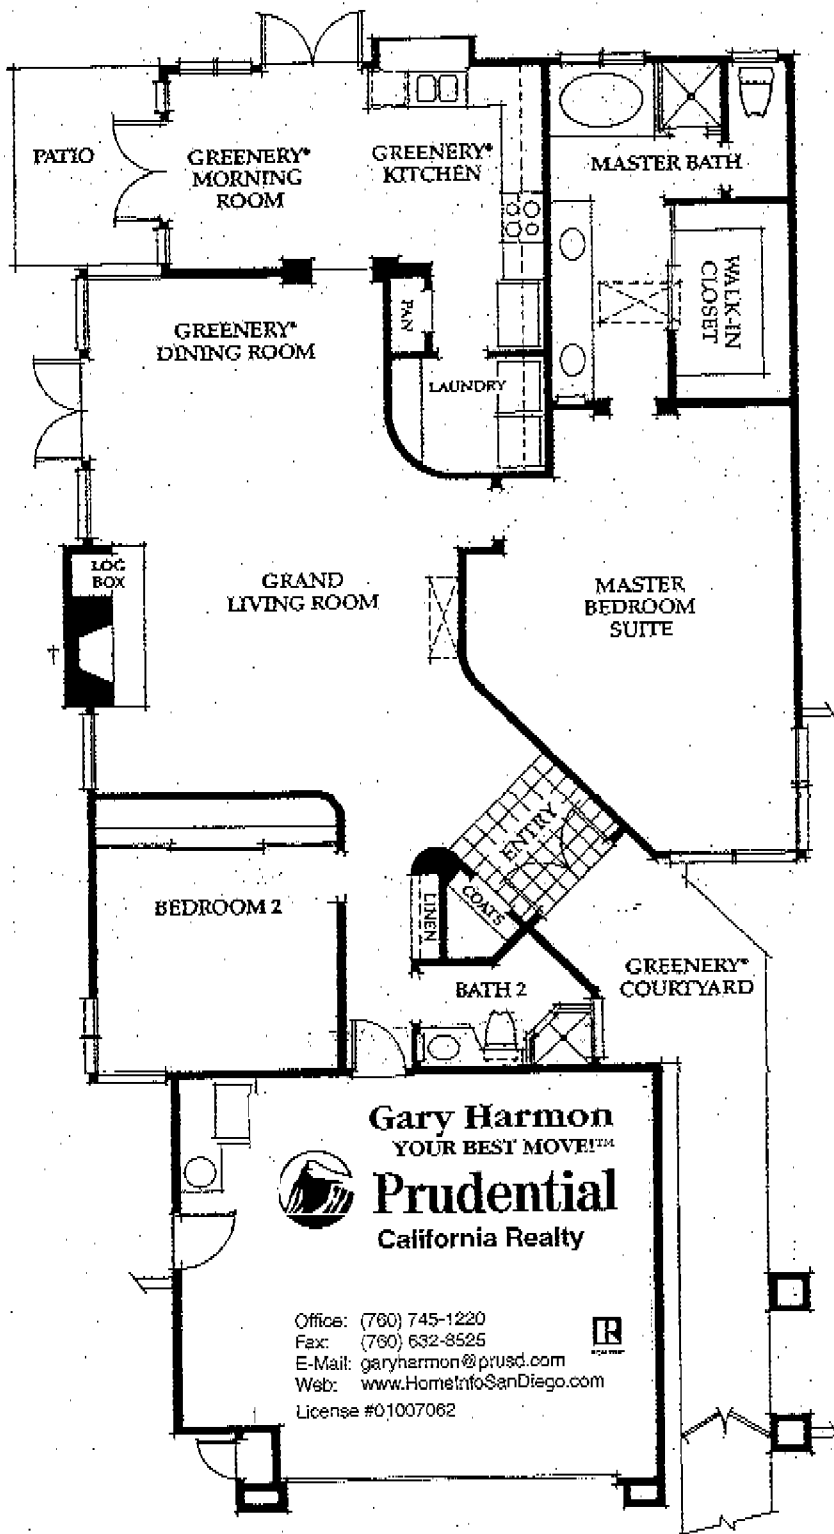 PATIO
GREENERY*
MORNING
ROOM
GREENERY*
KITCHEN
MASTER BATH
WALK-IN
CLOSET
PAN
GREENERY*
DINING ROOM
LAUNDRY
LOG
BOX
GRAND
LIVING ROOM
MASTER
BEDROOM
SUITE
†
ENTRY
COATS
LINEN
BEDROOM 2
BATH 2
GREENERY*
COURTYARD
Gary Harmon
YOUR BEST MOVE!™
Prudential
California Realty
Office: (760) 745-1220
Fax: (760) 632-8525
E-Mail: garyharmon@prusd.com
Web: www.HomeInfoSanDiego.com
License #01007062
R